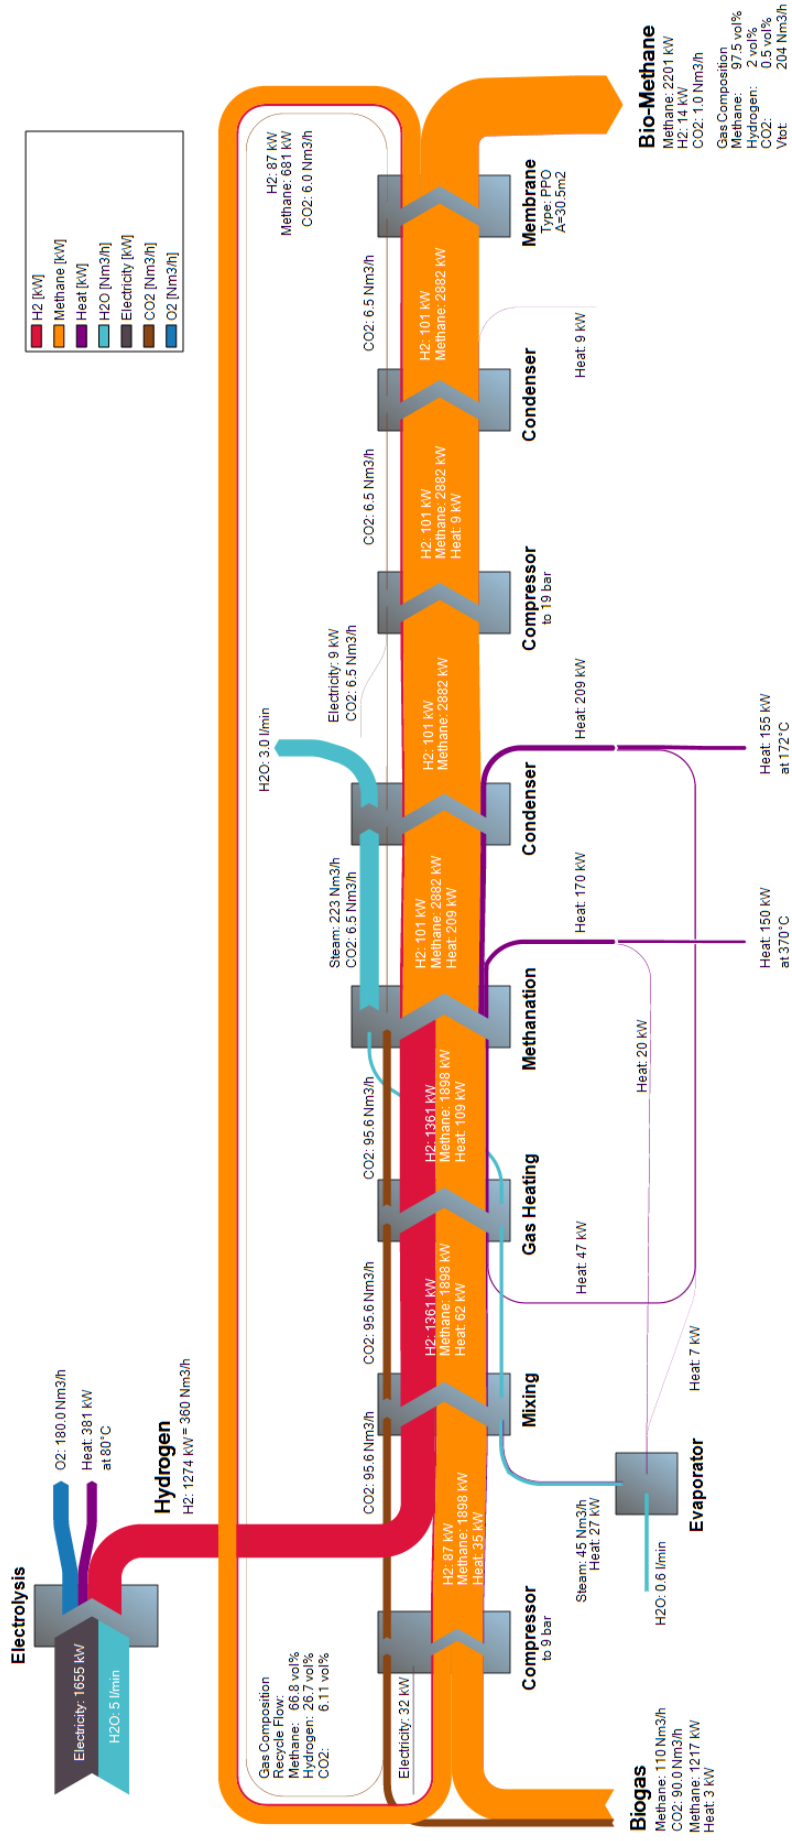 H2 [kW]
Methane [kW]
Heat [kW]
H2O [Nm3/h]
Electricity [kW]
CO2 [Nm3/h]
O2 [Nm3/h]
Electrolysis
Electricity: 1655 kW
H2O: 5 l/min
O2: 180.0 Nm3/h
Heat: 381 kW
at 80°C
Hydrogen
H2: 1274 kW = 360 Nm3/h
Gas Composition
Recycle Flow:
Methane: 66.8 vol%
Hydrogen: 26.7 vol%
CO2: 6.11 vol%
Electricity: 32 kW
Biogas
Methane: 110 Nm3/h
CO2: 90.0 Nm3/h
Methane: 1217 kW
Heat: 3 kW
Compressor
to 9 bar
H2: 87 kW
Methane: 1898 kW
Heat: 35 kW
CO2: 95.6 Nm3/h
Steam: 45 Nm3/h
Heat: 27 kW
H2O: 0.6 l/min
Evaporator
Mixing
H2: 1361 kW
Methane: 1898 kW
Heat: 62 kW
CO2: 95.6 Nm3/h
Heat: 7 kW
Heat: 47 kW
Gas Heating
H2: 1361 kW
Methane: 1898 kW
Heat: 109 kW
CO2: 95.6 Nm3/h
Heat: 20 kW
Methanation
Steam: 223 Nm3/h
CO2: 6.5 Nm3/h
H2: 101 kW
Methane: 2882 kW
Heat: 209 kW
Heat: 170 kW
Heat: 150 kW
at 370°C
Condenser
H2O: 3.0 l/min
H2: 101 kW
Methane: 2882 kW
Heat: 209 kW
Heat: 155 kW
at 172°C
Electricity: 9 kW
CO2: 6.5 Nm3/h
Compressor
to 19 bar
CO2: 6.5 Nm3/h
H2: 101 kW
Methane: 2882 kW
Heat: 9 kW
Condenser
Heat: 9 kW
CO2: 6.5 Nm3/h
H2: 101 kW
Methane: 2882 kW
Membrane
Type: PPO
A=30.5m2
H2: 87 kW
Methane: 681 kW
CO2: 6.0 Nm3/h
Bio-Methane
Methane: 2201 kW
H2: 14 kW
CO2: 1.0 Nm3/h
Gas Composition
Methane: 97.5 vol%
Hydrogen: 2 vol%
CO2: 0.5 vol%
Vtot: 204 Nm3/h